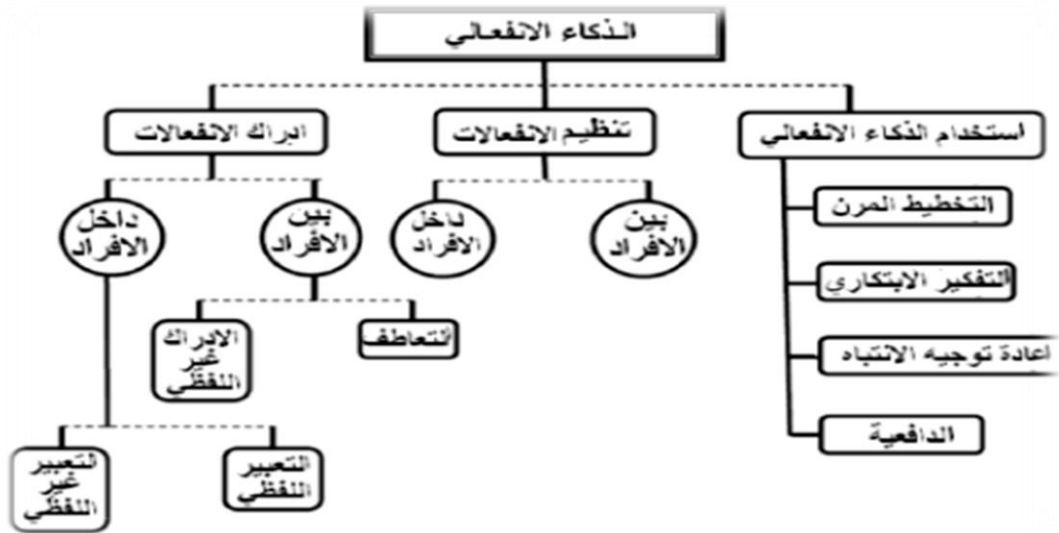 الذكاء الانفعالي
استخدام الذكاء الانفعالي
تنظيم الانفعالات
ادراك الانفعالات
التخطيط المرن
التفكير الابتكاري
اعادة توجيه الانتباه
الدافعية
بين
الافراد
داخل
الافراد
بين
الافراد
داخل
الافراد
التعاطف
الادراك
غير
اللفظي
التعبير
اللفظي
التعبير
غير
اللفظي